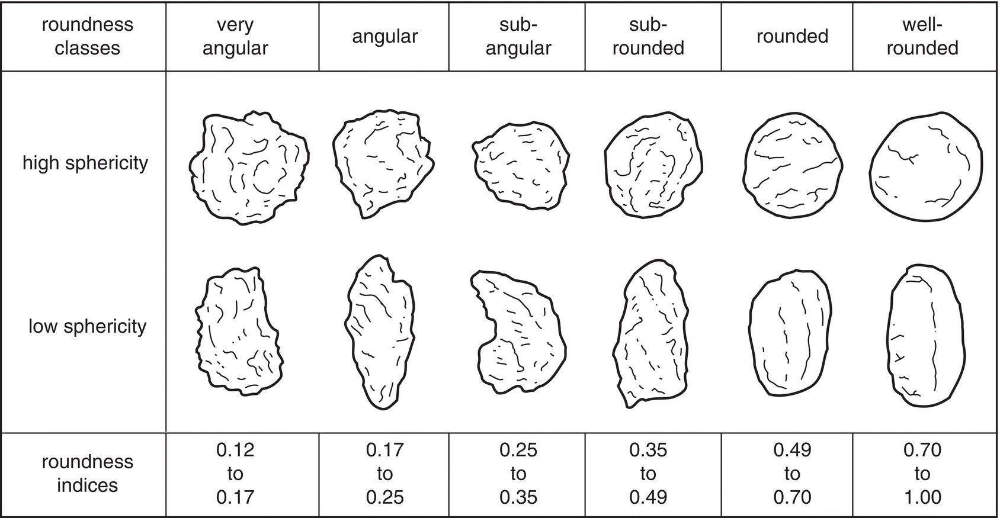 roundness
classes
very
angular
angular
sub-
angular
sub-
rounded
rounded
well-
rounded
high sphericity
low sphericity
roundness
indices
0.12
to
0.17
0.17
to
0.25
0.25
to
0.35
0.35
to
0.49
0.49
to
0.70
0.70
to
1.00